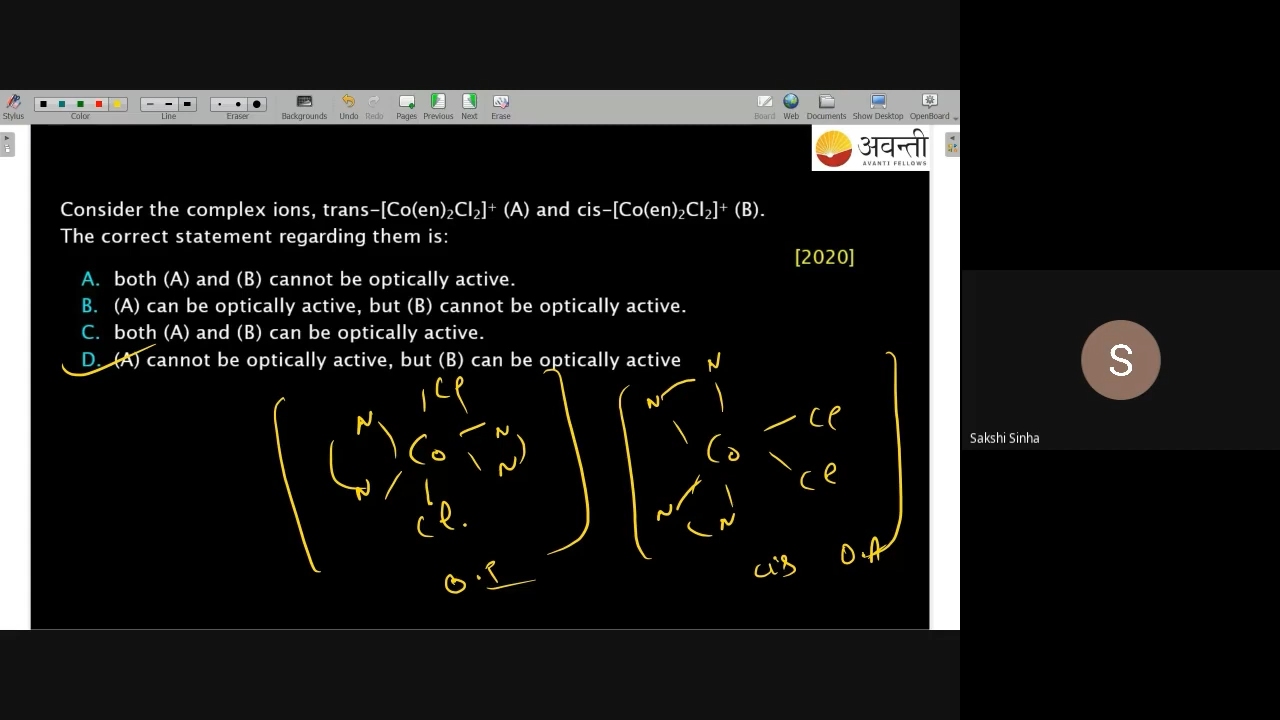 Stylus
Color
Line
Eraser
Backgrounds
Undo
Redo
Pages
Previous
Next
Erase
Board
Web
Documents
Show Desktop
OpenBoard
अवन्ती
AVANTI FELLOWS
Consider the complex ions, trans-[Co(en)₂Cl₂]⁺ (A) and cis-[Co(en)₂Cl₂]⁺ (B).
The correct statement regarding them is:
[2020]
A. both (A) and (B) cannot be optically active.
B. (A) can be optically active, but (B) cannot be optically active.
C. both (A) and (B) can be optically active.
D. (A) cannot be optically active, but (B) can be optically active
Cl
N
Co
N
N
N
Cl.
N
N
Cl
Co
Cl
N
N
cis O.A
S
Sakshi Sinha